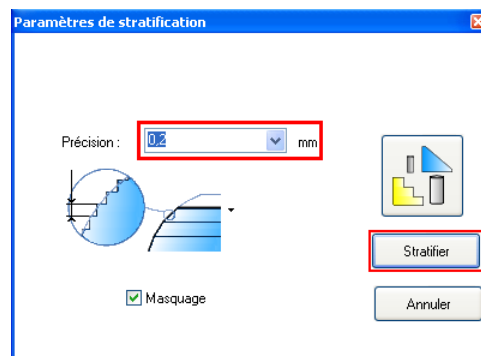 Paramètres de stratification
Précision : 0,2 mm
Stratifier
Masquage
Annuler